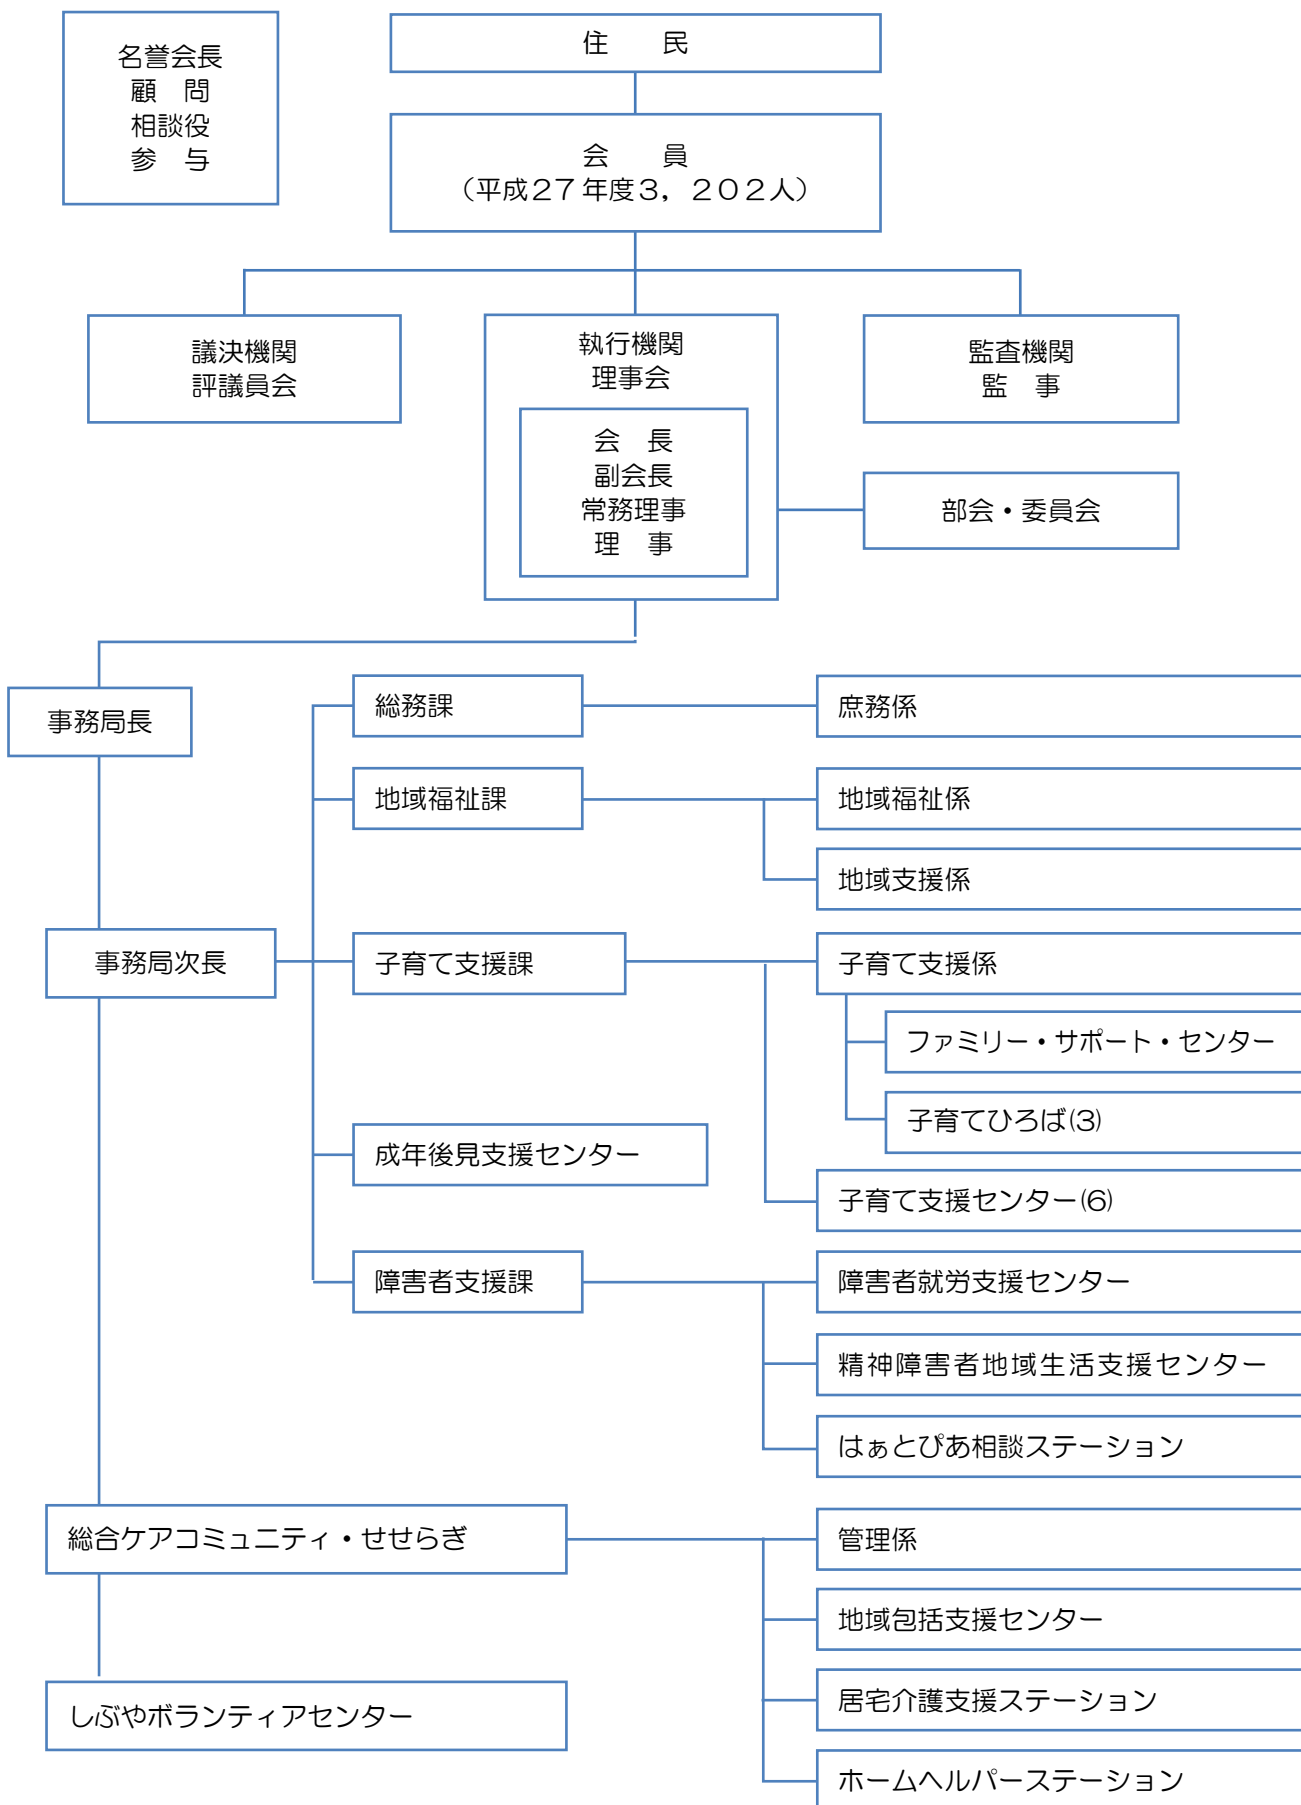 名誉会長
顧　問
相談役
参　与
住　　民
会　　員
（平成２７年度３，２０２人）
議決機関
評議員会
執行機関
理事会
会　長
副会長
常務理事
理　事
監査機関
監　事
部会・委員会
事務局長
総務課
庶務係
地域福祉課
地域福祉係
地域支援係
事務局次長
子育て支援課
子育て支援係
ファミリー・サポート・センター
子育てひろば(3)
成年後見支援センター
子育て支援センター(6)
障害者支援課
障害者就労支援センター
精神障害者地域生活支援センター
はぁとぴあ相談ステーション
総合ケアコミュニティ・せせらぎ
管理係
地域包括支援センター
居宅介護支援ステーション
しぶやボランティアセンター
ホームヘルパーステーション